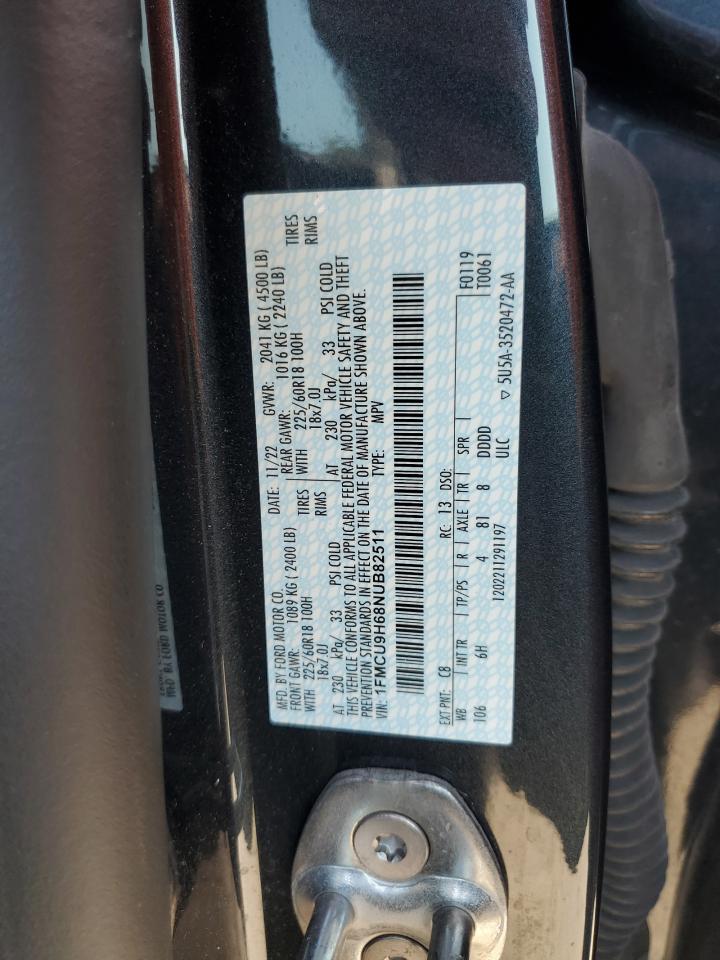 MFD. BY FORD MOTOR CO. DATE: 11/22 GVWR: 2041 KG ( 4500 LB)
FRONT GAWR: 1089 KG ( 2400 LB) REAR GAWR: 1016 KG ( 2240 LB)
WITH 225/60R18 100H TIRES WITH 225/60R18 100H TIRES
18x7.0J RIMS 18x7.0J RIMS
AT 230 kPa/ 33 PSI COLD AT 230 kPa/ 33 PSI COLD
THIS VEHICLE CONFORMS TO ALL APPLICABLE FEDERAL MOTOR VEHICLE SAFETY AND THEFT
PREVENTION STANDARDS IN EFFECT ON THE DATE OF MANUFACTURE SHOWN ABOVE.
VIN: 1FMCU9H68NUB82511 TYPE: MPV
EXT PNT: C8 RC: 13 DSO: F0119
WB INT TR TP/PS R AXLE TR SPR T0061
106 6H 4 81 8 DDDD
1202211291197 ULC ▽ 5U5A-3520472-AA